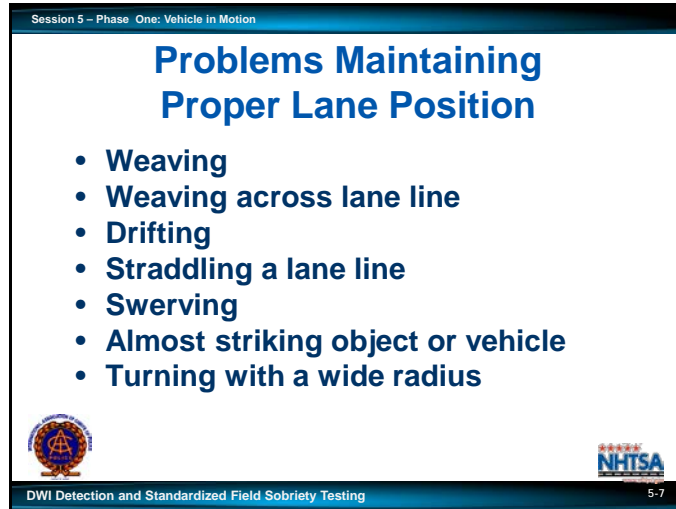 Session 5 – Phase One: Vehicle in Motion
Problems Maintaining
Proper Lane Position
• Weaving
• Weaving across lane line
• Drifting
• Straddling a lane line
• Swerving
• Almost striking object or vehicle
• Turning with a wide radius
NHTSA
DWI Detection and Standardized Field Sobriety Testing
5-7